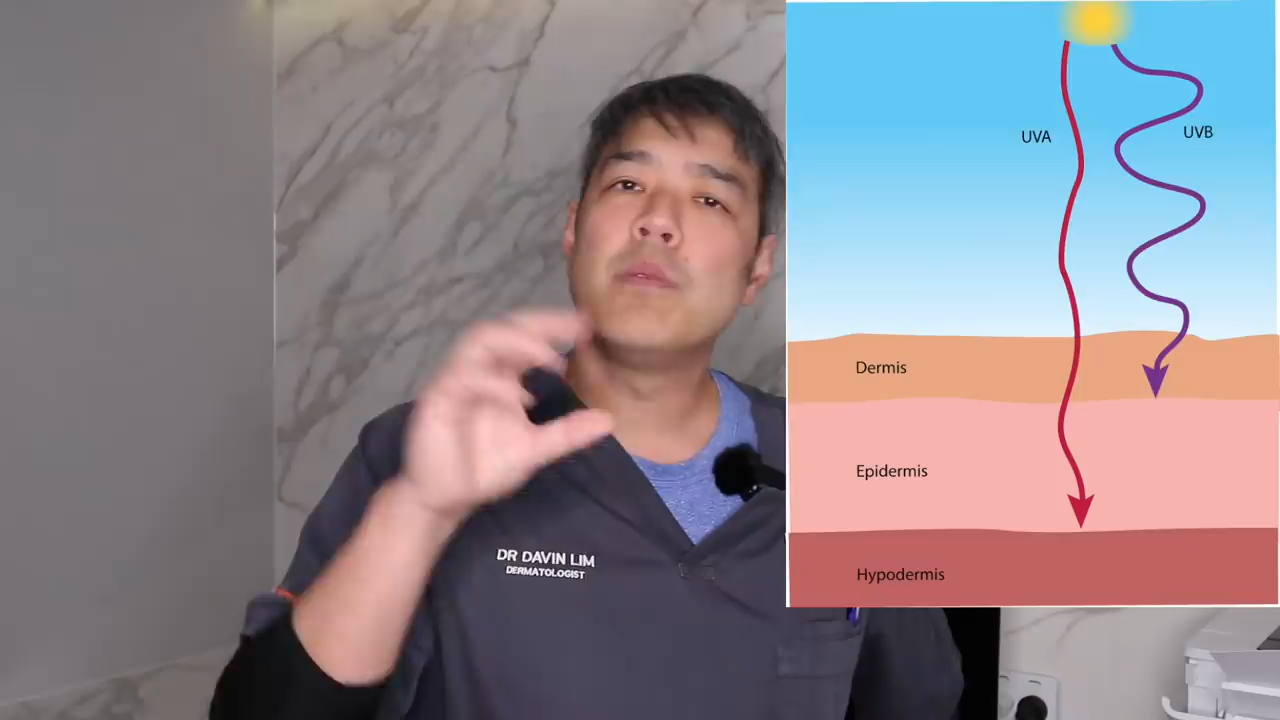 UVA
UVB
Dermis
Epidermis
Hypodermis
DR DAVIN LIM
DERMATOLOGIST